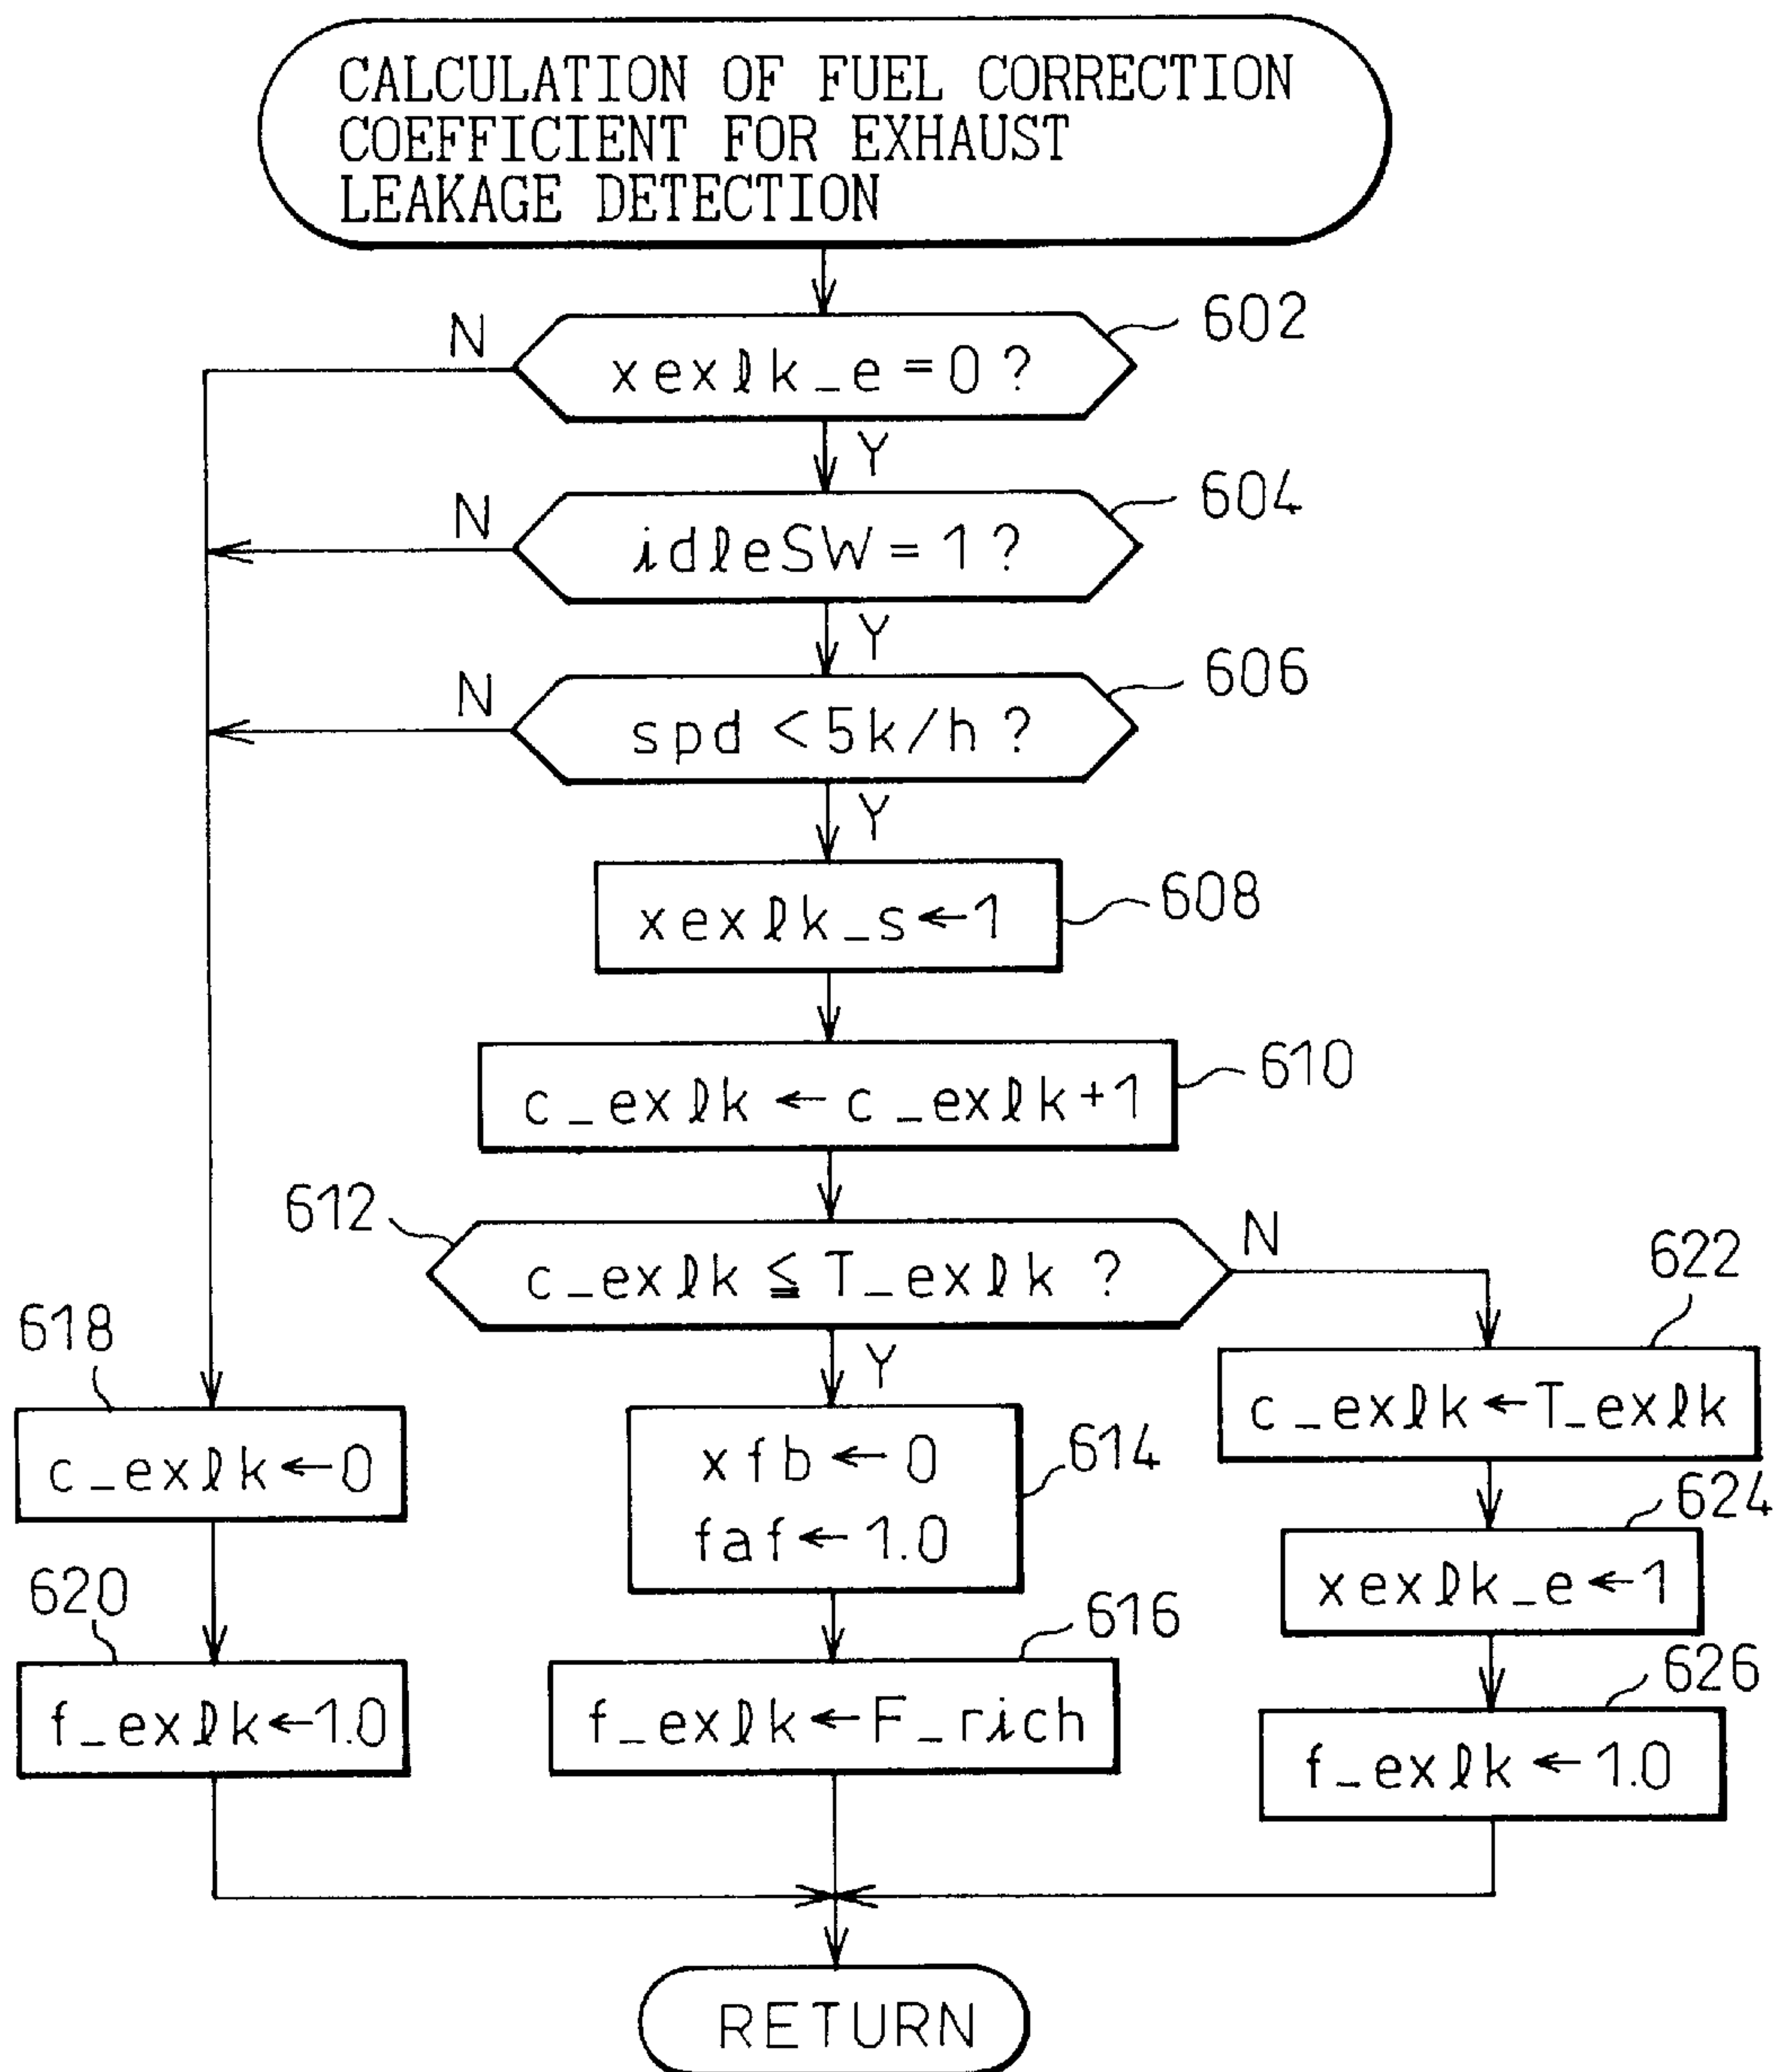 CALCULATION OF FUEL CORRECTION
COEFFICIENT FOR EXHAUST
LEAKAGE DETECTION
602
N
xexlk_e=0?
Y
604
N
idleSW=1?
Y
606
N
spd<5k/h?
Y
608
xexlk_s←1
610
c_exlk←c_exlk+1
612
N
c_exlk≦T_exlk?
Y
622
c_exlk←T_exlk
618
c_exlk←0
614
xfb←0
faf←1.0
624
xexlk_e←1
620
f_exlk←1.0
616
f_exlk←F_rich
626
f_exlk←1.0
RETURN